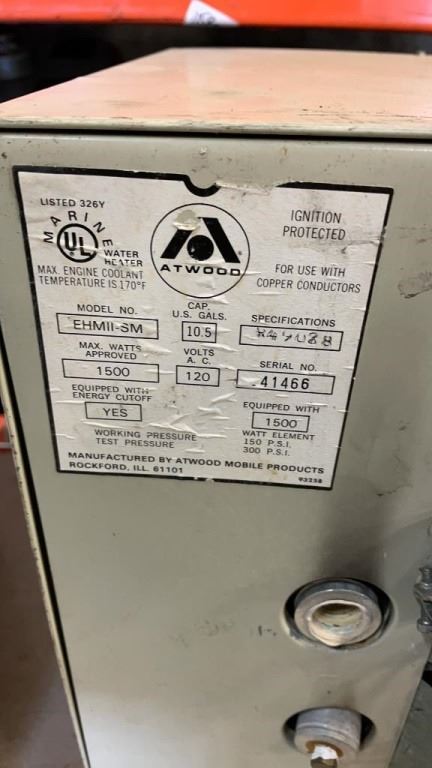 LISTED 326Y
MARINE
UL
WATER
HEATER
MAX. ENGINE COOLANT
TEMPERATURE IS 170°F
ATWOOD
IGNITION
PROTECTED
FOR USE WITH
COPPER CONDUCTORS
MODEL NO.
EHMII-SM
CAP.
U.S. GALS.
10.5
SPECIFICATIONS
MAX. WATTS
APPROVED
1500
VOLTS
A. C.
120
SERIAL NO.
41466
EQUIPPED WITH
ENERGY CUTOFF
YES
EQUIPPED WITH
1500
WATT ELEMENT
WORKING PRESSURE 150 P.S.I.
TEST PRESSURE 300 P.S.I.
MANUFACTURED BY ATWOOD MOBILE PRODUCTS
ROCKFORD, ILL. 61101
93258